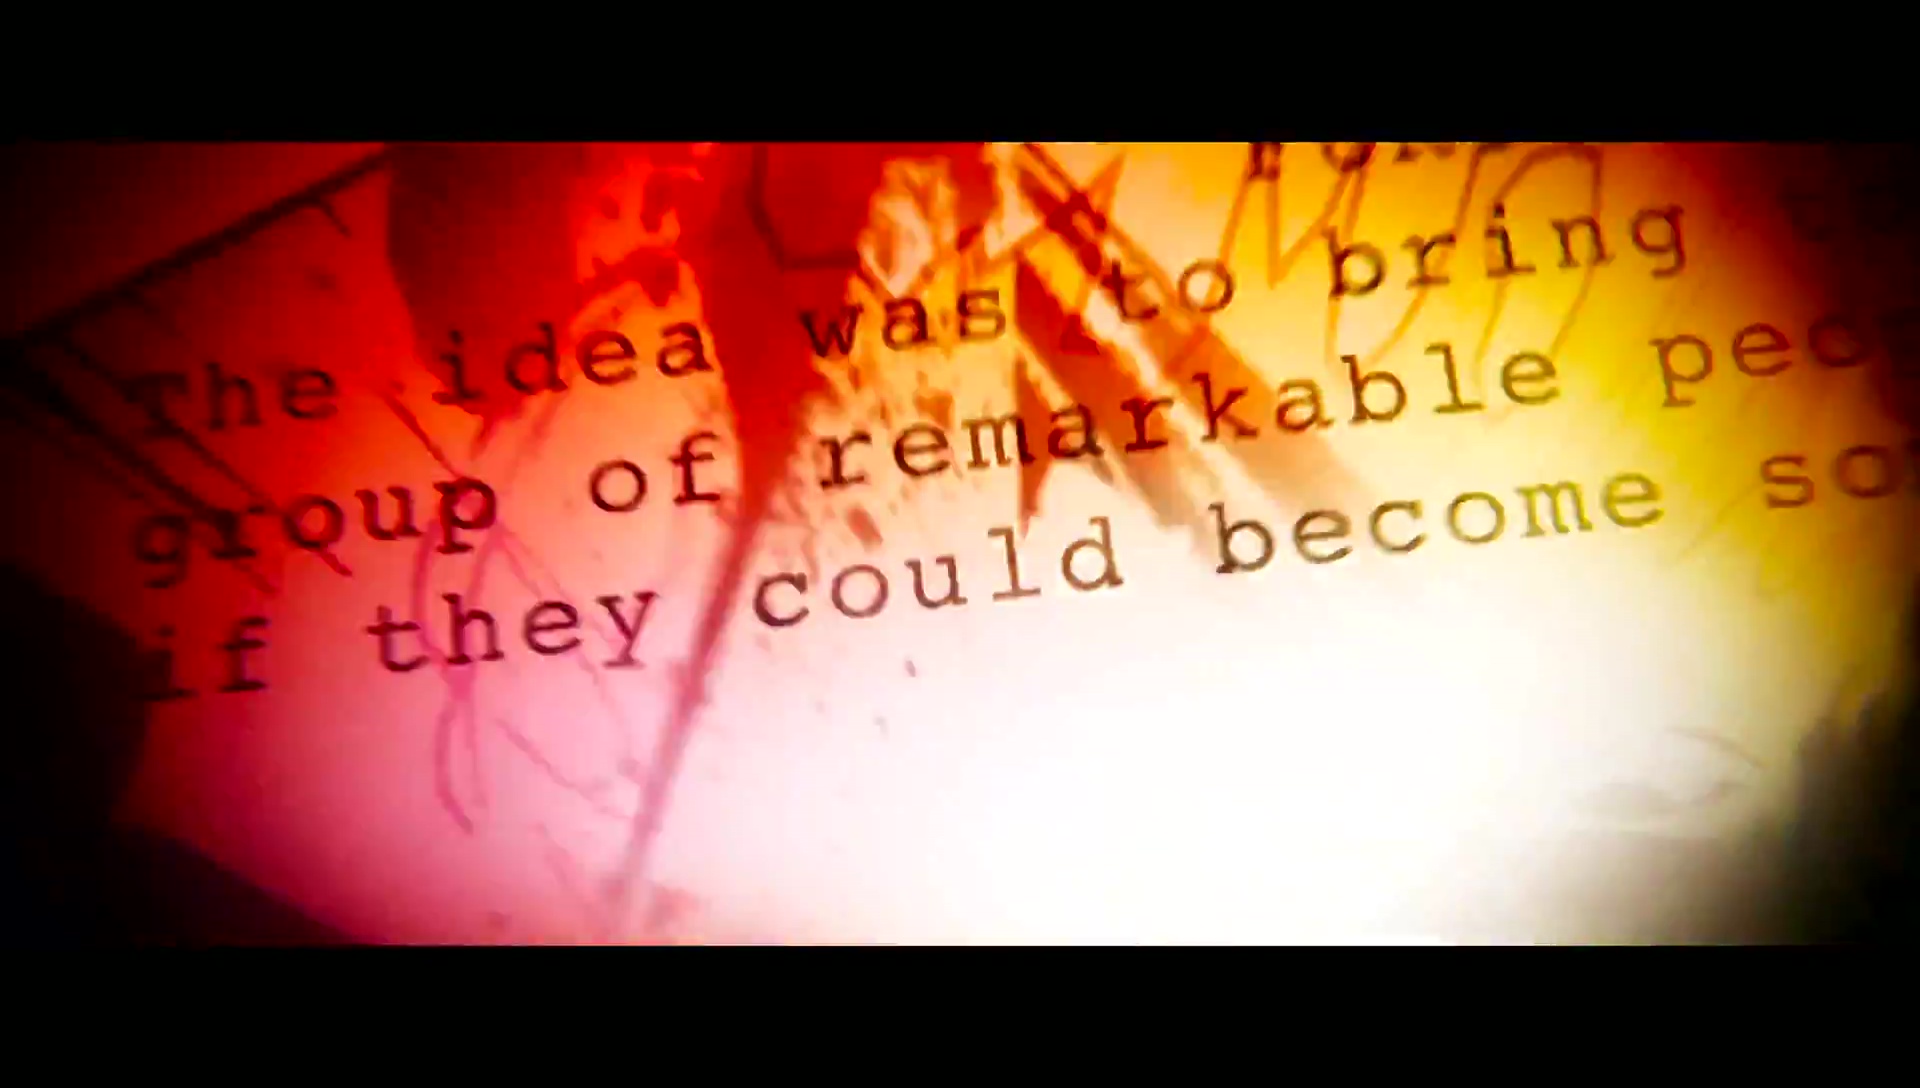 The idea was to bring
group of remarkable
if they could become